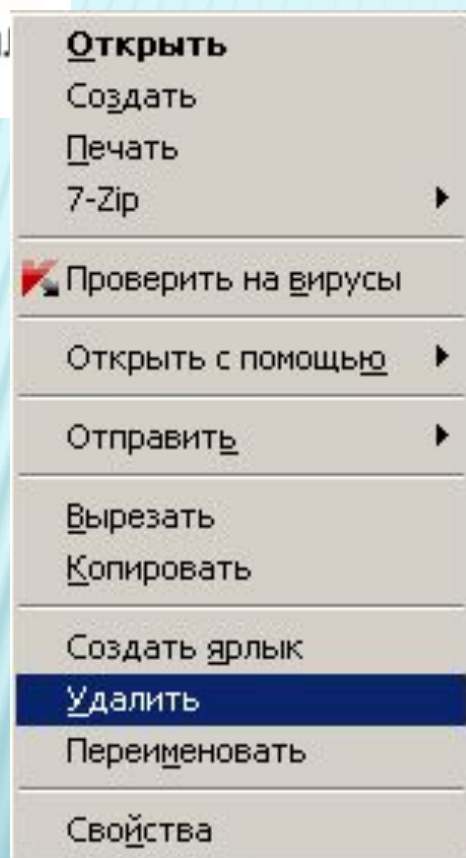 Открыть
Создать
Печать
7-Zip
Проверить на вирусы
Открыть с помощью
Отправить
Вырезать
Копировать
Создать ярлык
Удалить
Переименовать
Свойства